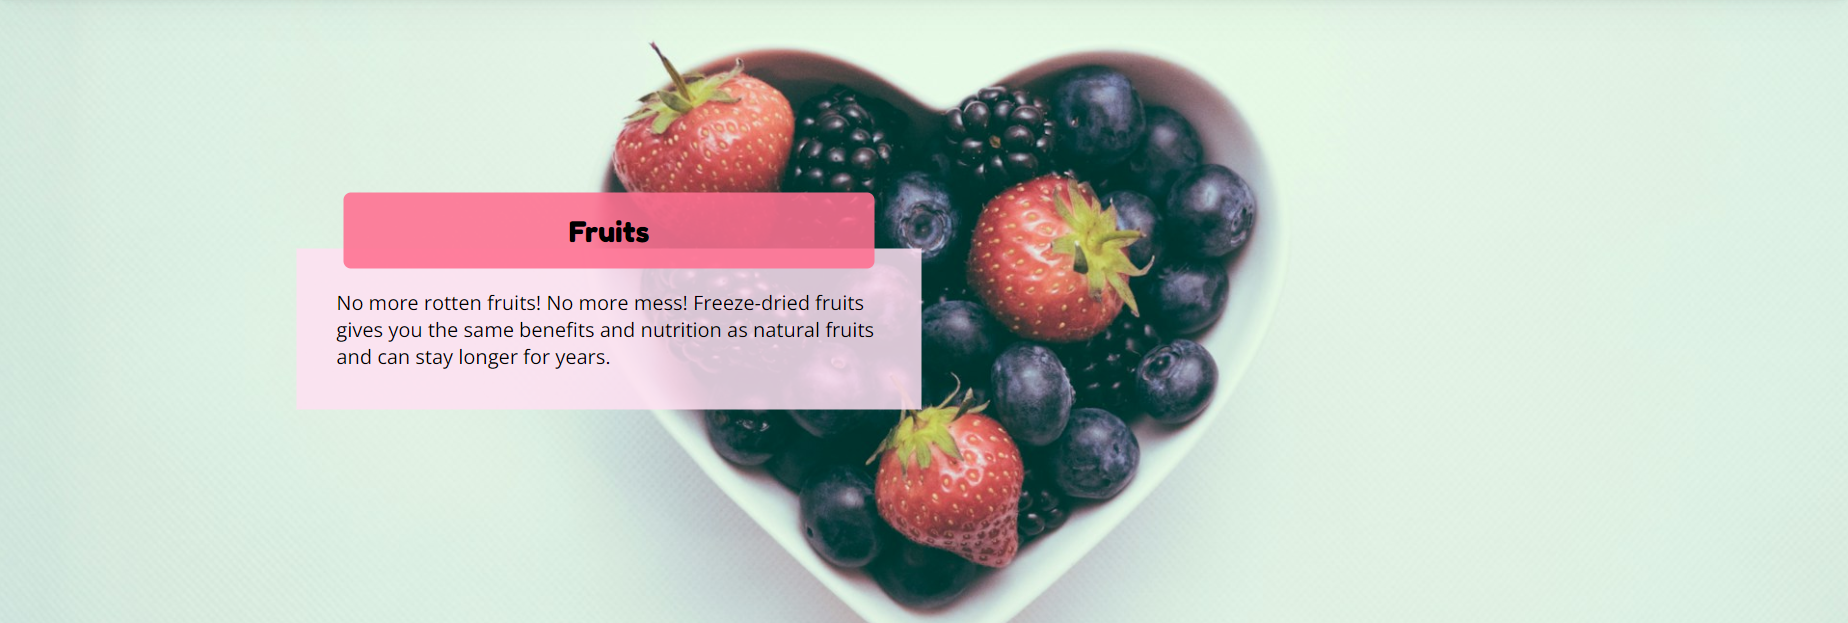 Fruits
No more rotten fruits! No more mess! Freeze-dried fruits
gives you the same benefits and nutrition as natural fruits
and can stay longer for years.